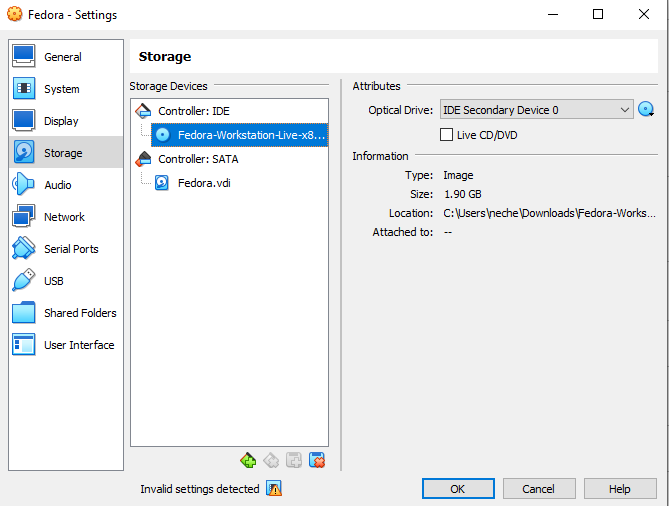 Fedora - Settings
General
System
Display
Storage
Audio
Network
Serial Ports
USB
Shared Folders
User Interface
Storage
Storage Devices
Controller: IDE
Fedora-Workstation-Live-x8...
Controller: SATA
Fedora.vdi
Attributes
Optical Drive: IDE Secondary Device 0
Live CD/DVD
Information
Type: Image
Size: 1.90 GB
Location: C:\Users\neche\Downloads\Fedora-Works...
Attached to: --
Invalid settings detected
OK Cancel Help